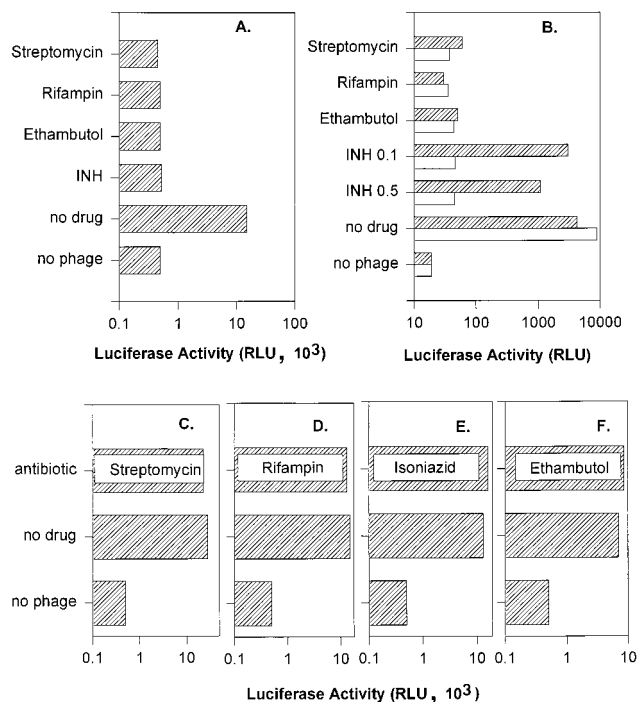 A.
Streptomycin
Rifampin
Ethambutol
INH
no drug
no phage
0.1 1 10 100
Luciferase Activity (RLU , 10³)
B.
Streptomycin
Rifampin
Ethambutol
INH 0.1
INH 0.5
no drug
no phage
10 100 1000 10000
Luciferase Activity (RLU)
C. D. E. F.
antibiotic Streptomycin Rifampin Isoniazid Ethambutol
no drug
no phage
0.1 1 10 0.1 1 10 0.1 1 10 0.1 1 10
Luciferase Activity (RLU , 10³)